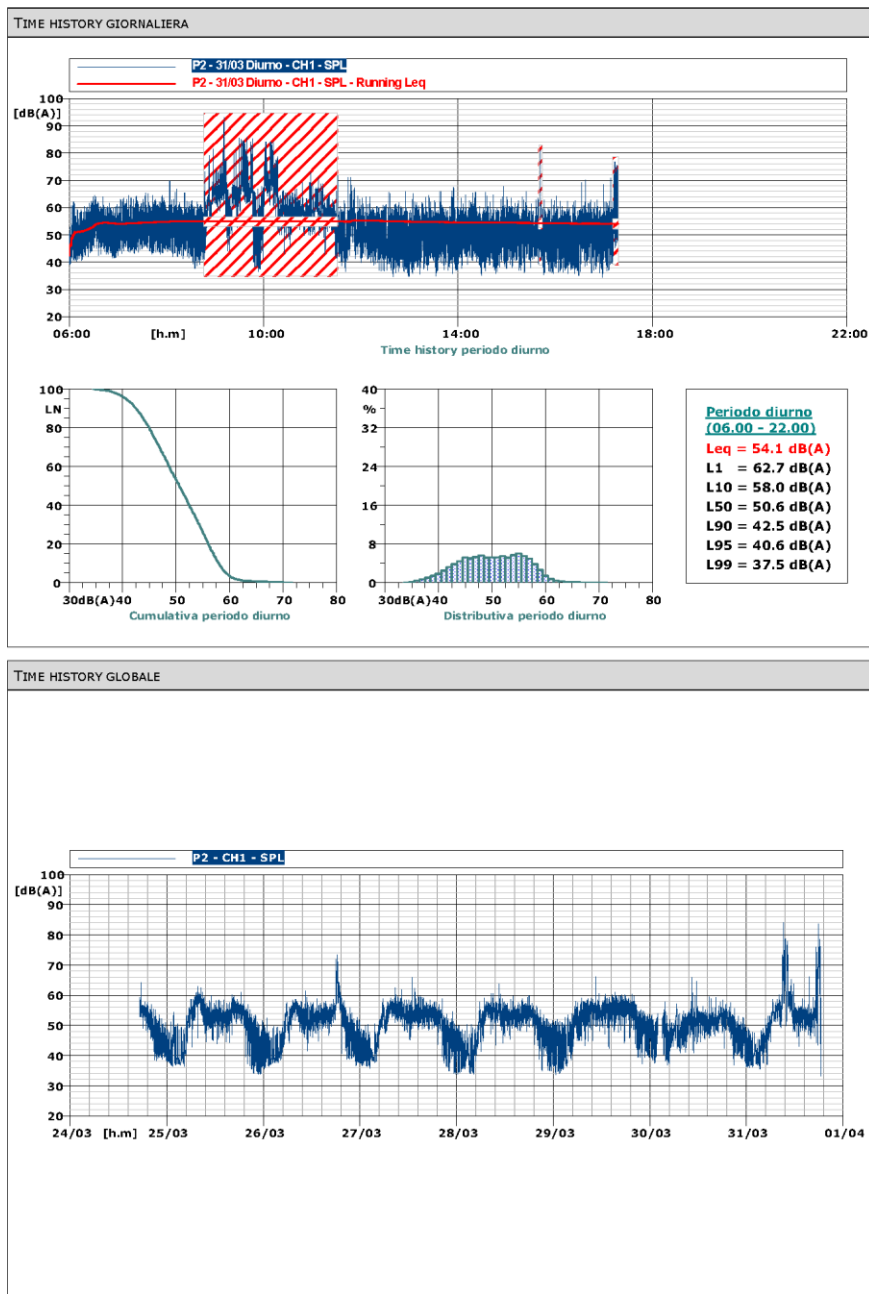 TIME HISTORY GIORNALIERA
P2 - 31/03 Diurno - CH1 - SPL
P2 - 31/03 Diurno - CH1 - SPL - Running Leq
100
[dB(A)]
90
80
70
60
50
40
30
20
06:00 [h.m] 10:00 14:00 18:00 22:00
Time history periodo diurno
100
LN
80
60
40
20
0
30dB(A)40 50 60 70 80
Cumulativa periodo diurno
40
%
32
24
16
8
0
30dB(A)40 50 60 70 80
Distributiva periodo diurno
Periodo diurno
(06.00 - 22.00)
Leq = 54.1 dB(A)
L1 = 62.7 dB(A)
L10 = 58.0 dB(A)
L50 = 50.6 dB(A)
L90 = 42.5 dB(A)
L95 = 40.6 dB(A)
L99 = 37.5 dB(A)
TIME HISTORY GLOBALE
P2 - CH1 - SPL
100
[dB(A)]
90
80
70
60
50
40
30
20
24/03 [h.m] 25/03 26/03 27/03 28/03 29/03 30/03 31/03 01/04